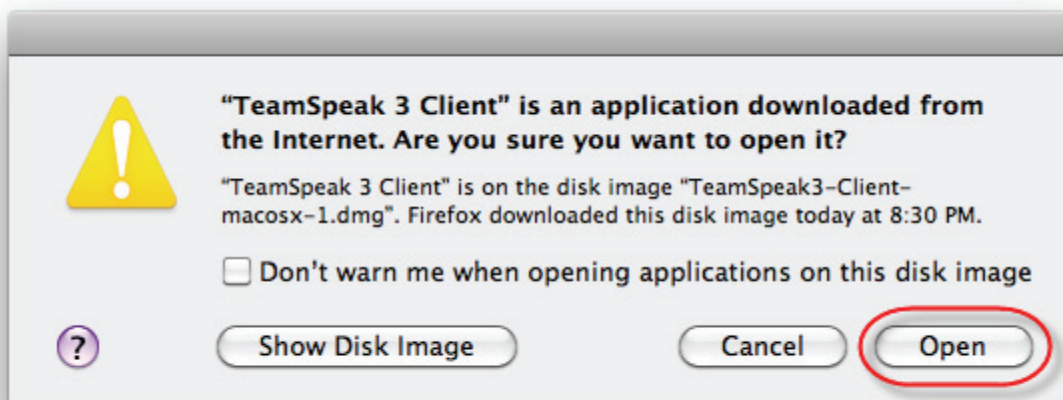 “TeamSpeak 3 Client” is an application downloaded from
the Internet. Are you sure you want to open it?
“TeamSpeak 3 Client” is on the disk image “TeamSpeak3-Client-
macosx-1.dmg”. Firefox downloaded this disk image today at 8:30 PM.
Don’t warn me when opening applications on this disk image
? Show Disk Image Cancel Open